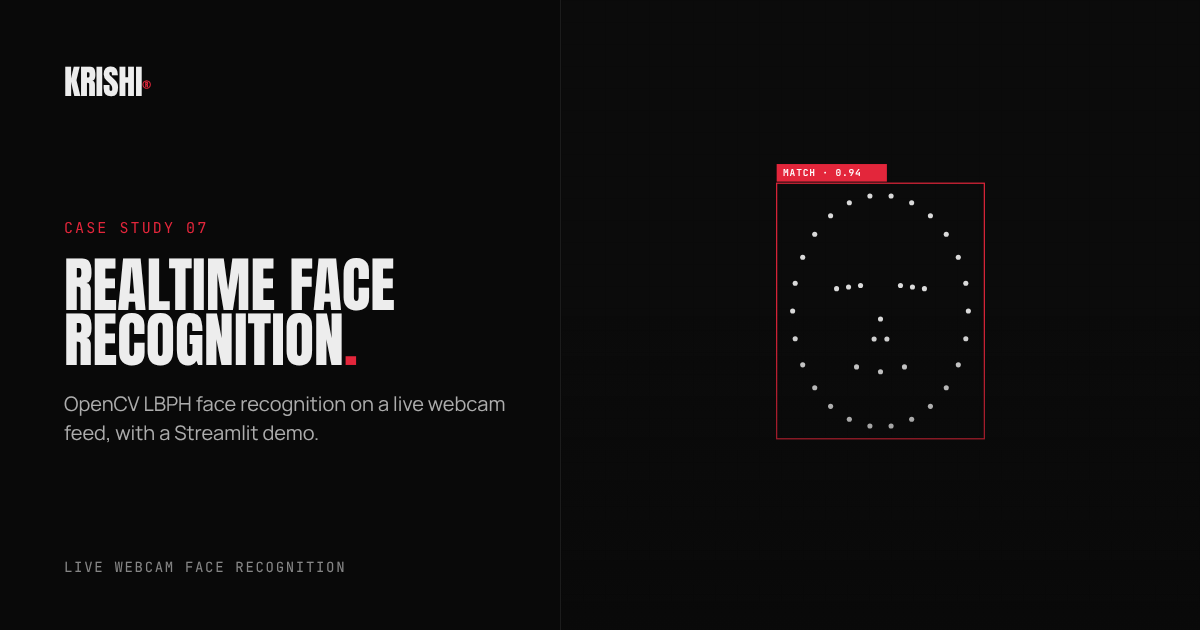 KRISHI®
CASE STUDY 07
REALTIME FACE
RECOGNITION.
OpenCV LBPH face recognition on a live webcam
feed, with a Streamlit demo.
LIVE WEBCAM FACE RECOGNITION
MATCH · 0.94